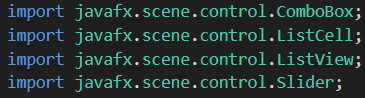 import javafx.scene.control.ComboBox;
import javafx.scene.control.ListCell;
import javafx.scene.control.ListView;
import javafx.scene.control.Slider;